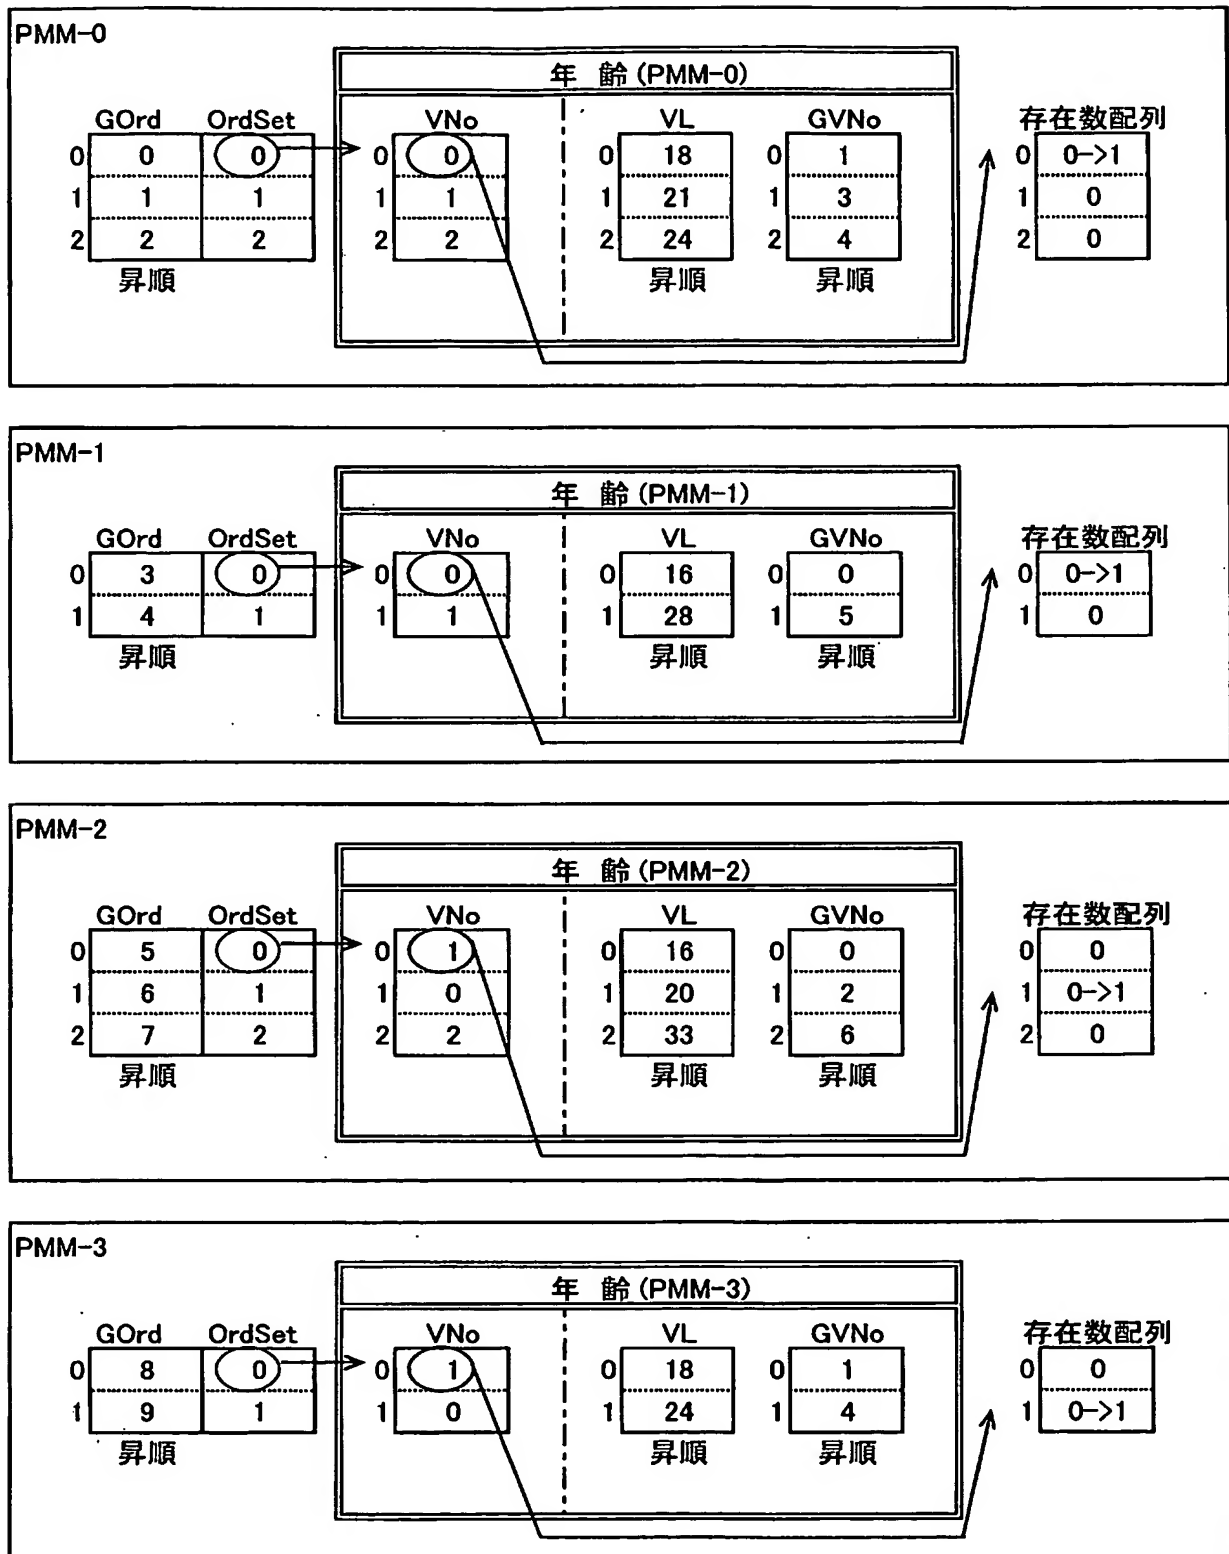 PMM-0
年 齢 (PMM-0)
GOrd OrdSet VNo VL GVNo 存在数配列
0 0 0 0 0 0 18 0 1 0 0->1
1 1 1 1 1 1 21 1 3 1 0
2 2 2 2 2 2 24 2 4 2 0
昇順 昇順 昇順
PMM-1
年 齢 (PMM-1)
GOrd OrdSet VNo VL GVNo 存在数配列
0 3 0 0 0 0 16 0 0 0 0->1
1 4 1 1 1 1 28 1 5 1 0
昇順 昇順 昇順
PMM-2
年 齢 (PMM-2)
GOrd OrdSet VNo VL GVNo 存在数配列
0 5 0 0 1 0 16 0 0 0 0
1 6 1 1 0 1 20 1 2 1 0->1
2 7 2 2 2 2 33 2 6 2 0
昇順 昇順 昇順
PMM-3
年 齢 (PMM-3)
GOrd OrdSet VNo VL GVNo 存在数配列
0 8 0 0 1 0 18 0 1 0 0
1 9 1 1 0 1 24 1 4 1 0->1
昇順 昇順 昇順